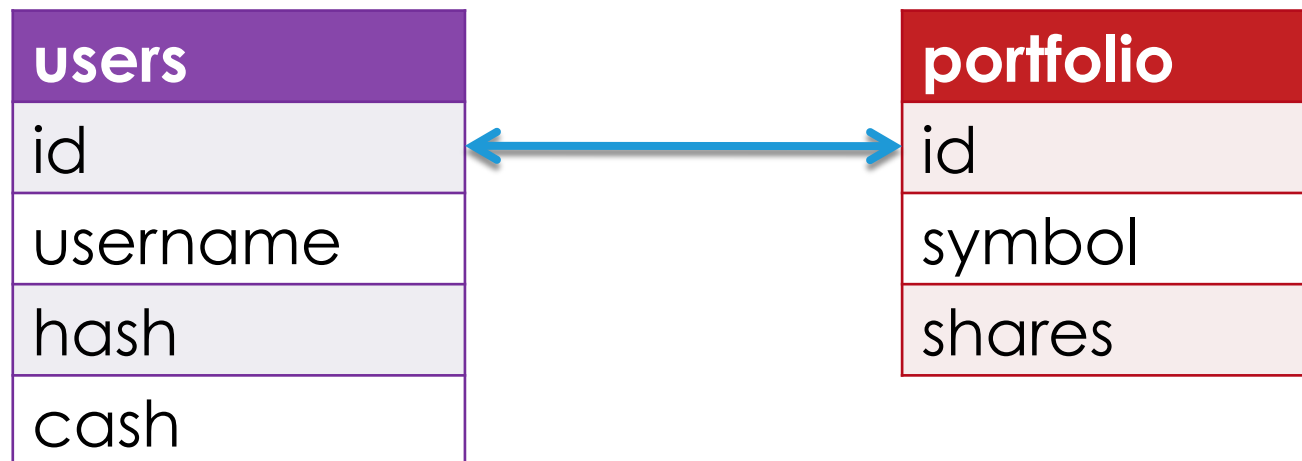 users
id
username
hash
cash
portfolio
id
symbol
shares